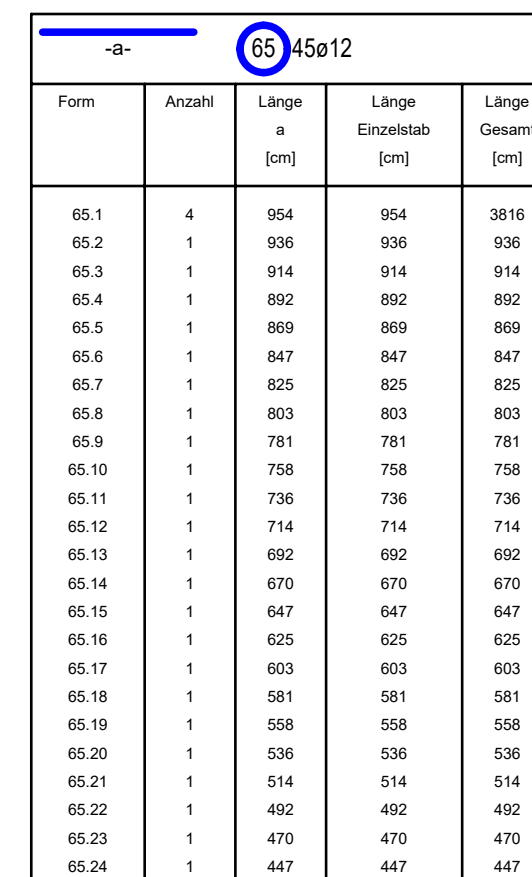 -a- 65 45ø12
Form Anzahl Länge Länge Länge
a Einzelstab Gesamt
[cm] [cm] [cm]
65.1 4 954 954 3816
65.2 1 936 936 936
65.3 1 914 914 914
65.4 1 892 892 892
65.5 1 869 869 869
65.6 1 847 847 847
65.7 1 825 825 825
65.8 1 803 803 803
65.9 1 781 781 781
65.10 1 758 758 758
65.11 1 736 736 736
65.12 1 714 714 714
65.13 1 692 692 692
65.14 1 670 670 670
65.15 1 647 647 647
65.16 1 625 625 625
65.17 1 603 603 603
65.18 1 581 581 581
65.19 1 558 558 558
65.20 1 536 536 536
65.21 1 514 514 514
65.22 1 492 492 492
65.23 1 470 470 470
65.24 1 447 447 447